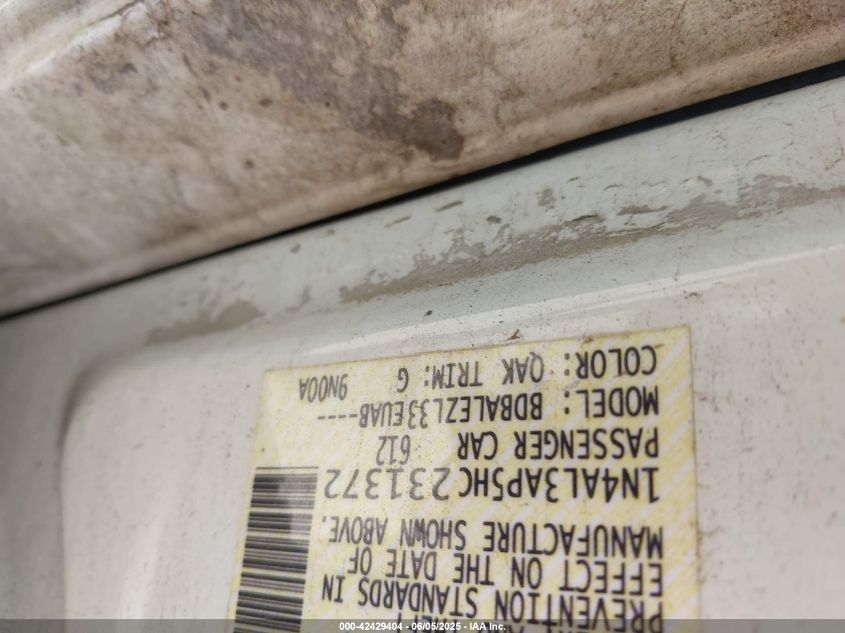 PREVENTION STANDARDS IN
EFFECT ON THE DATE OF
MANUFACTURE SHOWN ABOVE.
1N4AL3AP5HC231372
PASSENGER CAR 612
MODEL: BDBALEZL33EUAB----
COLOR: QAK TRIM: G 9N00A
000-42429404 - 06/05/2025 - IAA Inc.